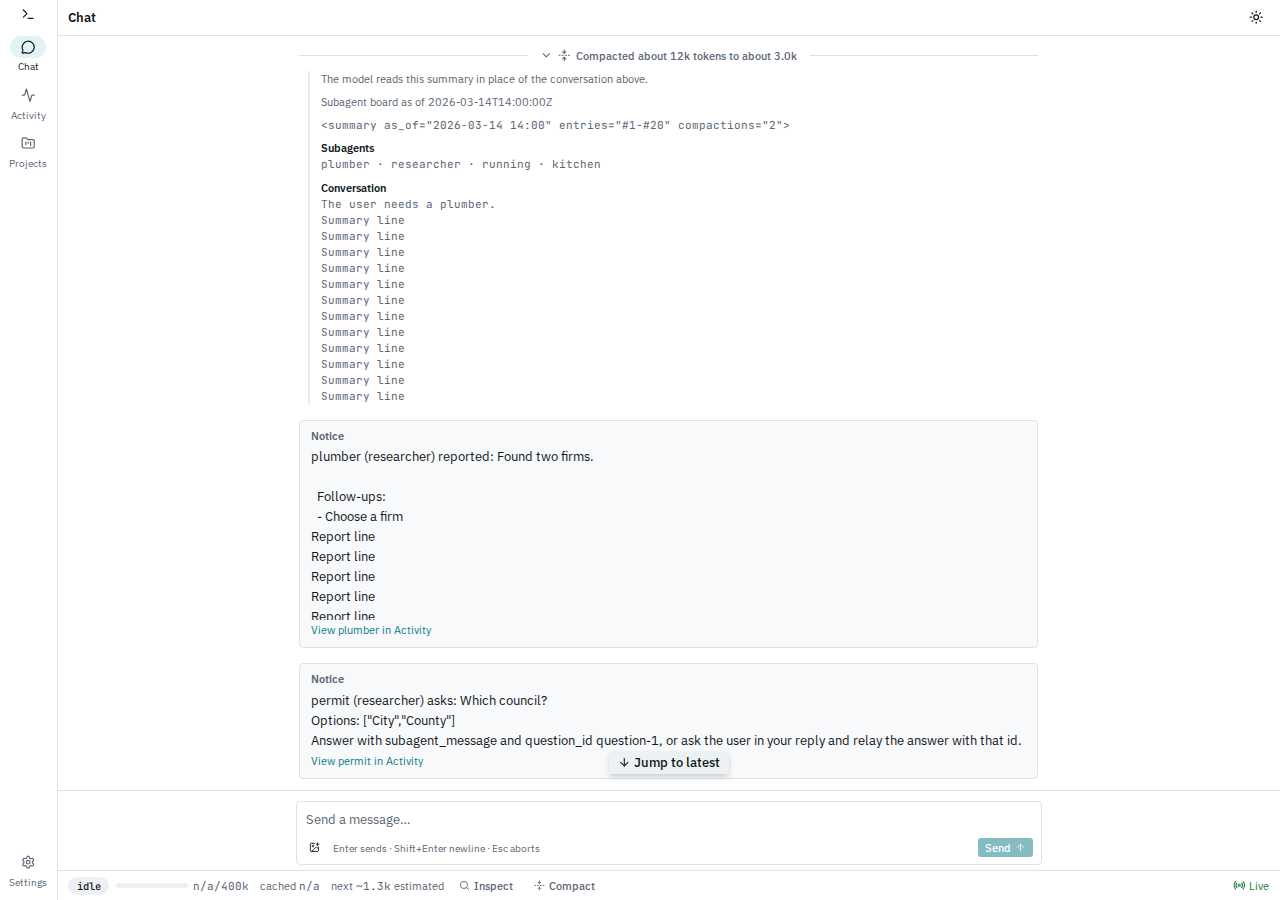 Chat
Chat
Activity
Projects
Settings
Compacted about 12k tokens to about 3.0k
The model reads this summary in place of the conversation above.
Subagent board as of 2026-03-14T14:00:00Z
<summary as_of="2026-03-14 14:00" entries="#1-#20" compactions="2">
Subagents
plumber · researcher · running · kitchen
Conversation
The user needs a plumber.
Summary line
Summary line
Summary line
Summary line
Summary line
Summary line
Summary line
Summary line
Summary line
Summary line
Summary line
Summary line
Notice
plumber (researcher) reported: Found two firms.
Follow-ups:
- Choose a firm
Report line
Report line
Report line
Report line
Report line
View plumber in Activity
Notice
permit (researcher) asks: Which council?
Options: ["City","County"]
Answer with subagent_message and question_id question-1, or ask the user in your reply and relay the answer with that id.
View permit in Activity
Jump to latest
Send a message...
Enter sends · Shift+Enter newline · Esc aborts
Send
idle n/a/400k cached n/a next ~1.3k estimated Inspect Compact Live